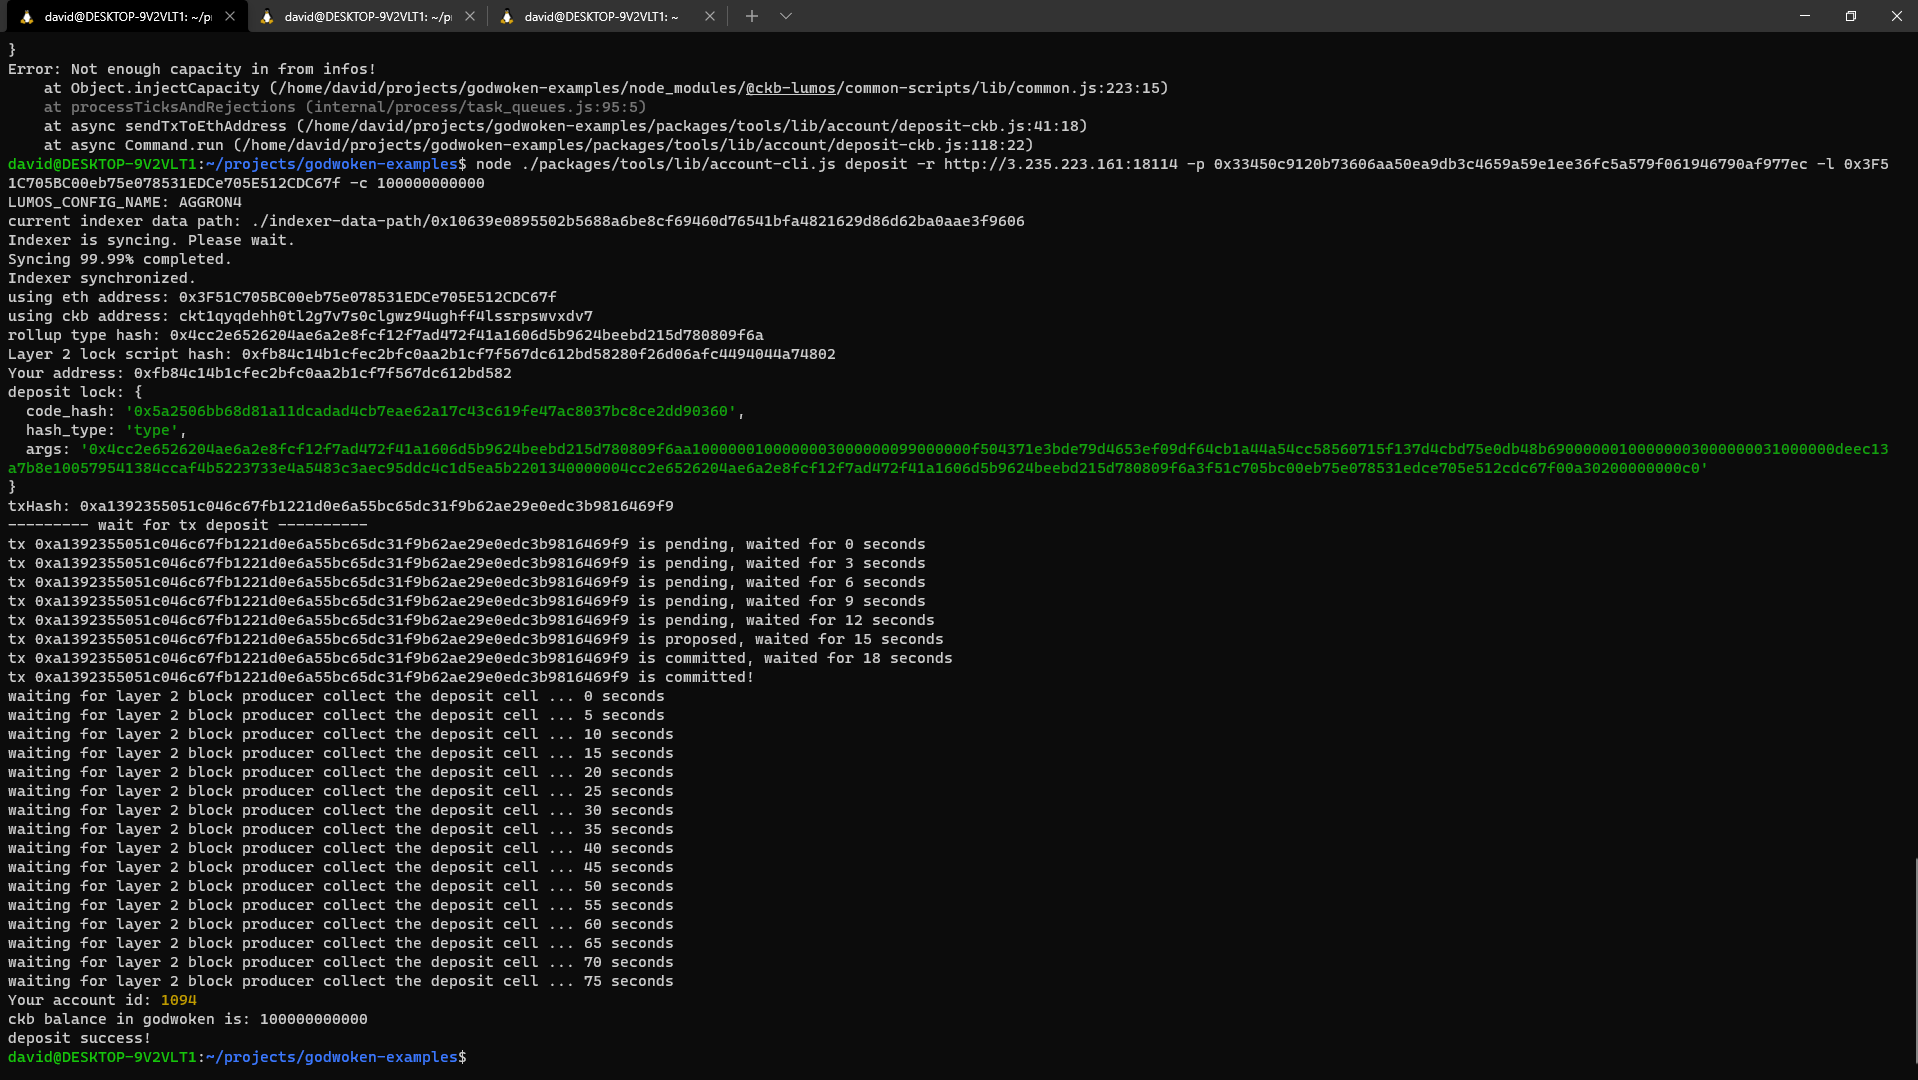 david@DESKTOP-9V2VLT1: ~/p
david@DESKTOP-9V2VLT1: ~/p
david@DESKTOP-9V2VLT1: ~
}
Error: Not enough capacity in from infos!
    at Object.injectCapacity (/home/david/projects/godwoken-examples/node_modules/@ckb-lumos/common-scripts/lib/common.js:223:15)
    at processTicksAndRejections (internal/process/task_queues.js:95:5)
    at async sendTxToEthAddress (/home/david/projects/godwoken-examples/packages/tools/lib/account/deposit-ckb.js:41:18)
    at async Command.run (/home/david/projects/godwoken-examples/packages/tools/lib/account/deposit-ckb.js:118:22)
david@DESKTOP-9V2VLT1:~/projects/godwoken-examples$ node ./packages/tools/lib/account-cli.js deposit -r http://3.235.223.161:18114 -p 0x33450c9120b73606aa50ea9db3c4659a59e1ee36fc5a579f061946790af977ec -l 0x3F5
1C705BC00eb75e078531EDCe705E512CDC67f -c 100000000000
LUMOS_CONFIG_NAME: AGGRON4
current indexer data path: ./indexer-data-path/0x10639e0895502b5688a6be8cf69460d76541bfa4821629d86d62ba0aae3f9606
Indexer is syncing. Please wait.
Syncing 99.99% completed.
Indexer synchronized.
using eth address: 0x3F51C705BC00eb75e078531EDCe705E512CDC67f
using ckb address: ckt1qyqdehh0tl2g7v7s0clgwz94ughff4lssrpswvxdv7
rollup type hash: 0x4cc2e6526204ae6a2e8fcf12f7ad472f41a1606d5b9624beebd215d780809f6a
Layer 2 lock script hash: 0xfb84c14b1cfec2bfc0aa2b1cf7f567dc612bd58280f26d06afc4494044a74802
Your address: 0xfb84c14b1cfec2bfc0aa2b1cf7f567dc612bd582
deposit lock: {
  code_hash: '0x5a2506bb68d81a11dcadad4cb7eae62a17c43c619fe47ac8037bc8ce2dd90360',
  hash_type: 'type',
  args: '0x4cc2e6526204ae6a2e8fcf12f7ad472f41a1606d5b9624beebd215d780809f6aa10000001000000030000000099000000f504371e3bde79d4653ef09df64cb1a44a54cc58560715f137d4cbd75e0db48b690000000100000003000000031000000deec13
a7b8e100579541384ccaf4b5223733e4a5483c3aec95ddc4c1d5ea5b2201340000004cc2e6526204ae6a2e8fcf12f7ad472f41a1606d5b9624beebd215d780809f6a3f51c705bc00eb75e078531edce705e512cdc67f00a30200000000c0'
}
txHash: 0xa1392355051c046c67fb1221d0e6a55bc65dc31f9b62ae29e0edc3b9816469f9
--------- wait for tx deposit ----------
tx 0xa1392355051c046c67fb1221d0e6a55bc65dc31f9b62ae29e0edc3b9816469f9 is pending, waited for 0 seconds
tx 0xa1392355051c046c67fb1221d0e6a55bc65dc31f9b62ae29e0edc3b9816469f9 is pending, waited for 3 seconds
tx 0xa1392355051c046c67fb1221d0e6a55bc65dc31f9b62ae29e0edc3b9816469f9 is pending, waited for 6 seconds
tx 0xa1392355051c046c67fb1221d0e6a55bc65dc31f9b62ae29e0edc3b9816469f9 is pending, waited for 9 seconds
tx 0xa1392355051c046c67fb1221d0e6a55bc65dc31f9b62ae29e0edc3b9816469f9 is pending, waited for 12 seconds
tx 0xa1392355051c046c67fb1221d0e6a55bc65dc31f9b62ae29e0edc3b9816469f9 is proposed, waited for 15 seconds
tx 0xa1392355051c046c67fb1221d0e6a55bc65dc31f9b62ae29e0edc3b9816469f9 is committed, waited for 18 seconds
tx 0xa1392355051c046c67fb1221d0e6a55bc65dc31f9b62ae29e0edc3b9816469f9 is committed!
waiting for layer 2 block producer collect the deposit cell ... 0 seconds
waiting for layer 2 block producer collect the deposit cell ... 5 seconds
waiting for layer 2 block producer collect the deposit cell ... 10 seconds
waiting for layer 2 block producer collect the deposit cell ... 15 seconds
waiting for layer 2 block producer collect the deposit cell ... 20 seconds
waiting for layer 2 block producer collect the deposit cell ... 25 seconds
waiting for layer 2 block producer collect the deposit cell ... 30 seconds
waiting for layer 2 block producer collect the deposit cell ... 35 seconds
waiting for layer 2 block producer collect the deposit cell ... 40 seconds
waiting for layer 2 block producer collect the deposit cell ... 45 seconds
waiting for layer 2 block producer collect the deposit cell ... 50 seconds
waiting for layer 2 block producer collect the deposit cell ... 55 seconds
waiting for layer 2 block producer collect the deposit cell ... 60 seconds
waiting for layer 2 block producer collect the deposit cell ... 65 seconds
waiting for layer 2 block producer collect the deposit cell ... 70 seconds
waiting for layer 2 block producer collect the deposit cell ... 75 seconds
Your account id: 1094
ckb balance in godwoken is: 100000000000
deposit success!
david@DESKTOP-9V2VLT1:~/projects/godwoken-examples$